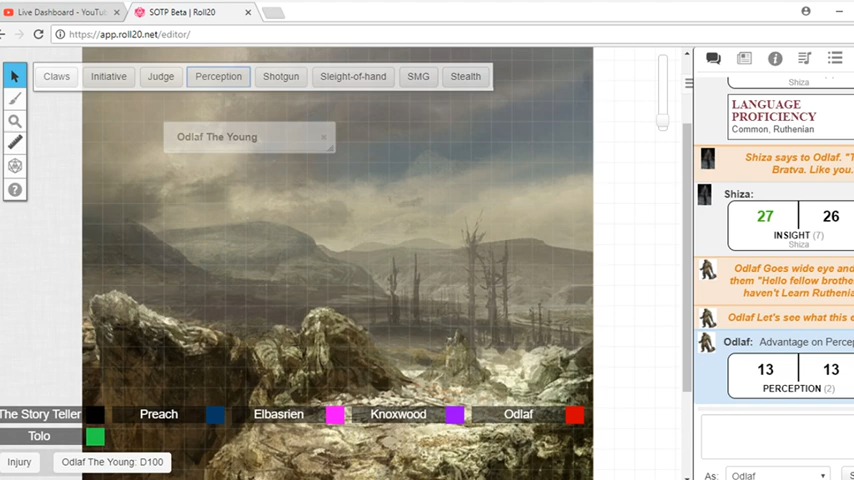 Live Dashboard - YouTu
SOTP Beta | Roll20
https://app.roll20.net/editor/
Claws
Initiative
Judge
Perception
Shotgun
Sleight-of-hand
SMG
Stealth
Odlaf The Young
Shiza
LANGUAGE
PROFICIENCY
Common, Ruthenian
Shiza says to Odlaf. "T
Bratva. Like you.
Shiza:
27 26
INSIGHT (7)
Shiza
Odlaf Goes wide eye and
them "Hello fellow brothe
haven't Learn Ruthenia
Odlaf Let's see what this e
Odlaf: Advantage on Percep
13 13
PERCEPTION (2)
The Story Teller
Preach
Elbasrien
Knoxwood
Odlaf
Tolo
Injury
Odlaf The Young: D100
As: Odlaf
S